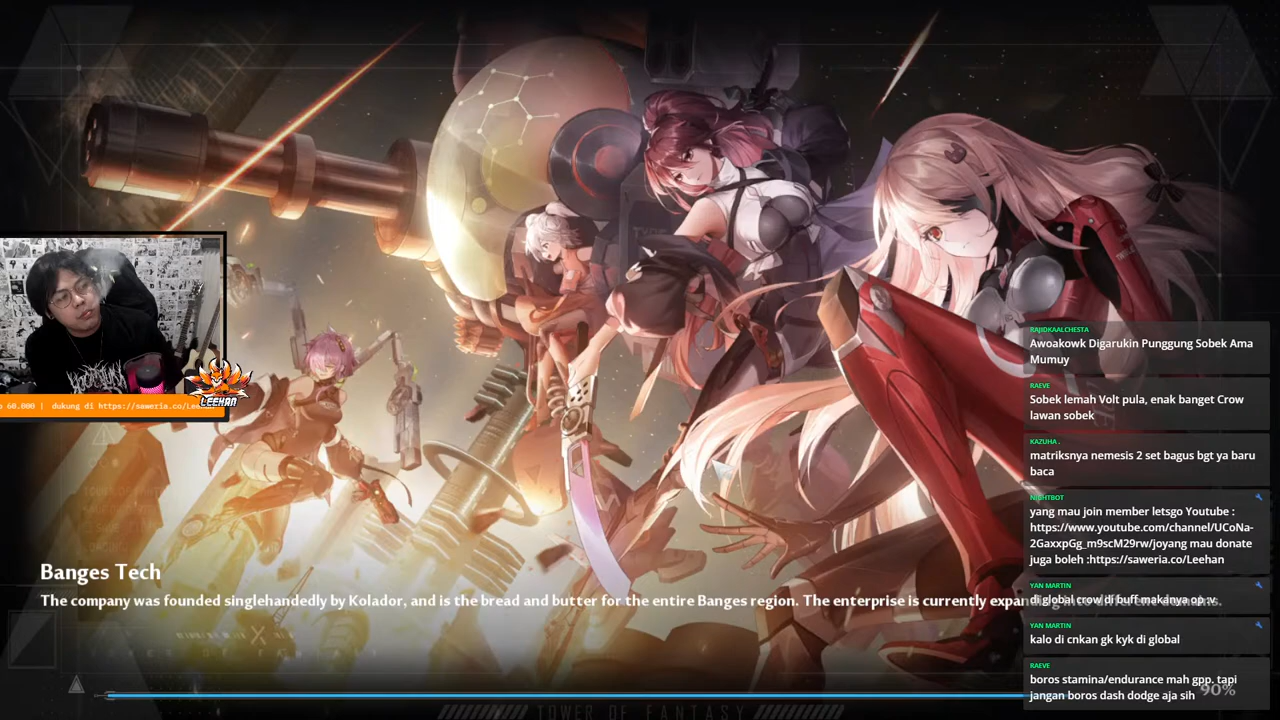 RAJIDKAALCHESTA
Awoakowk Digarukin Punggung Sobek Ama
Mumuy
RAEVE
Sobek lemah Volt pula, enak banget Crow
lawan sobek
KAZUHA .
matriksnya nemesis 2 set bagus bgt ya baru
baca
NIGHTBOT
yang mau join member letsgo Youtube :
https://www.youtube.com/channel/UCoNa-
2GaxxpGg_m9scM29rw/joyang mau donate
juga boleh :https://saweria.co/Leehan
YAN MARTIN
di global crow di buff makanya op :v
YAN MARTIN
kalo di cnkan gk kyk di global
RAEVE
boros stamina/endurance mah gpp. tapi
jangan boros dash dodge aja sih
LEEHAN
60.000 | dukung di https://saweria.co/Lee
Banges Tech
The company was founded singlehandedly by Kolador, and is the bread and butter for the entire Banges region. The enterprise is currently expanding into different domains.
90%
TOWER OF FANTASY